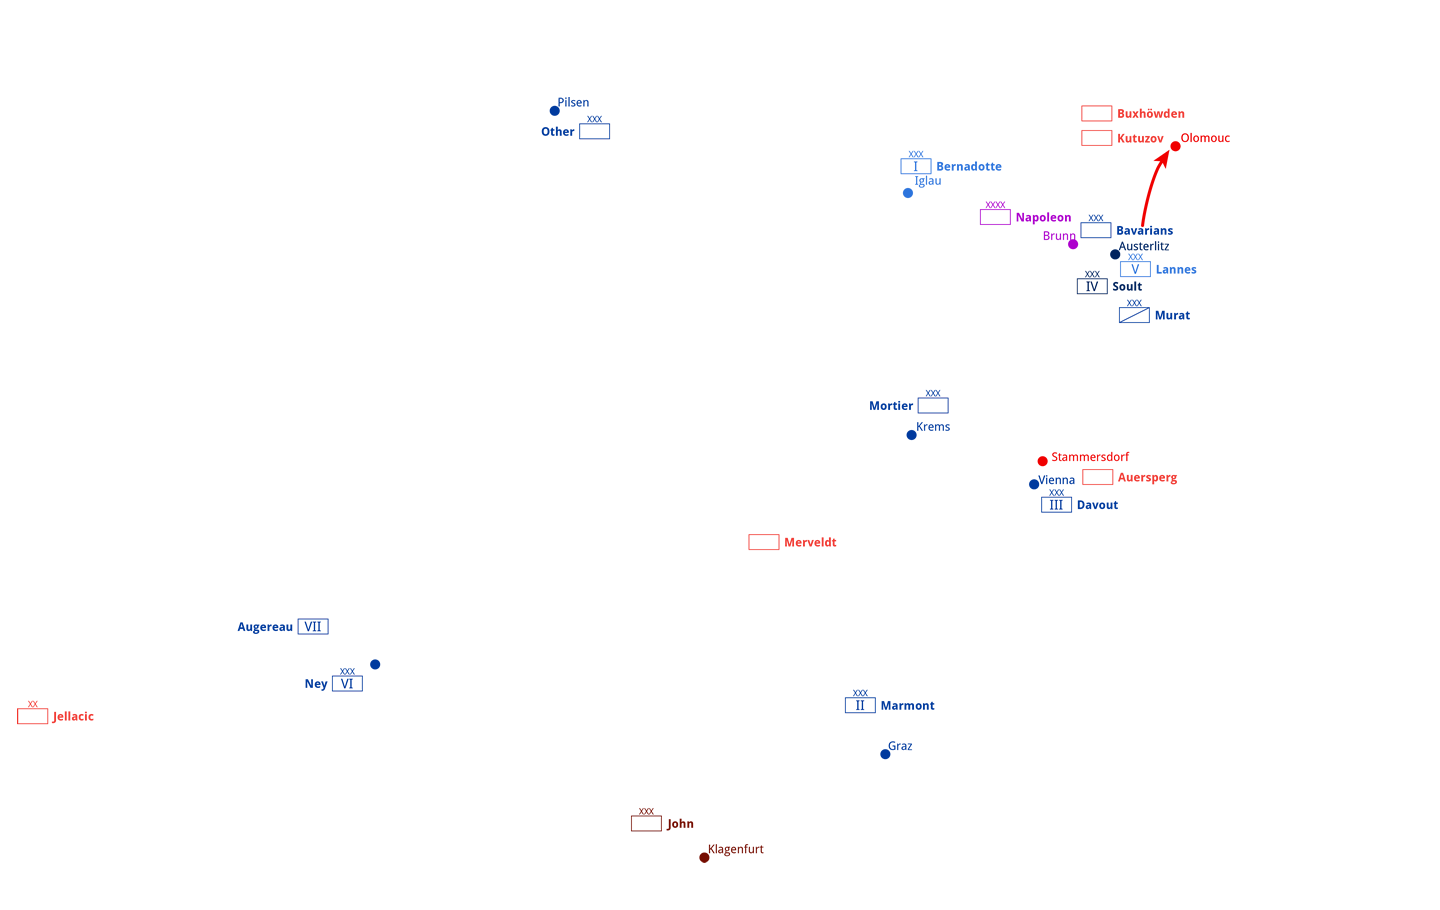 Pilsen
XXX
Other
Buxhöwden
Kutuzov
Olomouc
XXX
I Bernadotte
Iglau
XXXX
Napoleon
XXX
Bavarians
Brunn
Austerlitz
XXX
V Lannes
XXX
IV Soult
XXX
Murat
XXX
Mortier
Krems
Stammersdorf
Vienna
Auersperg
XXX
III Davout
Merveldt
Augereau VII
XXX
Ney VI
XX
Jellacic
XXX
II Marmont
Graz
XXX
John
Klagenfurt